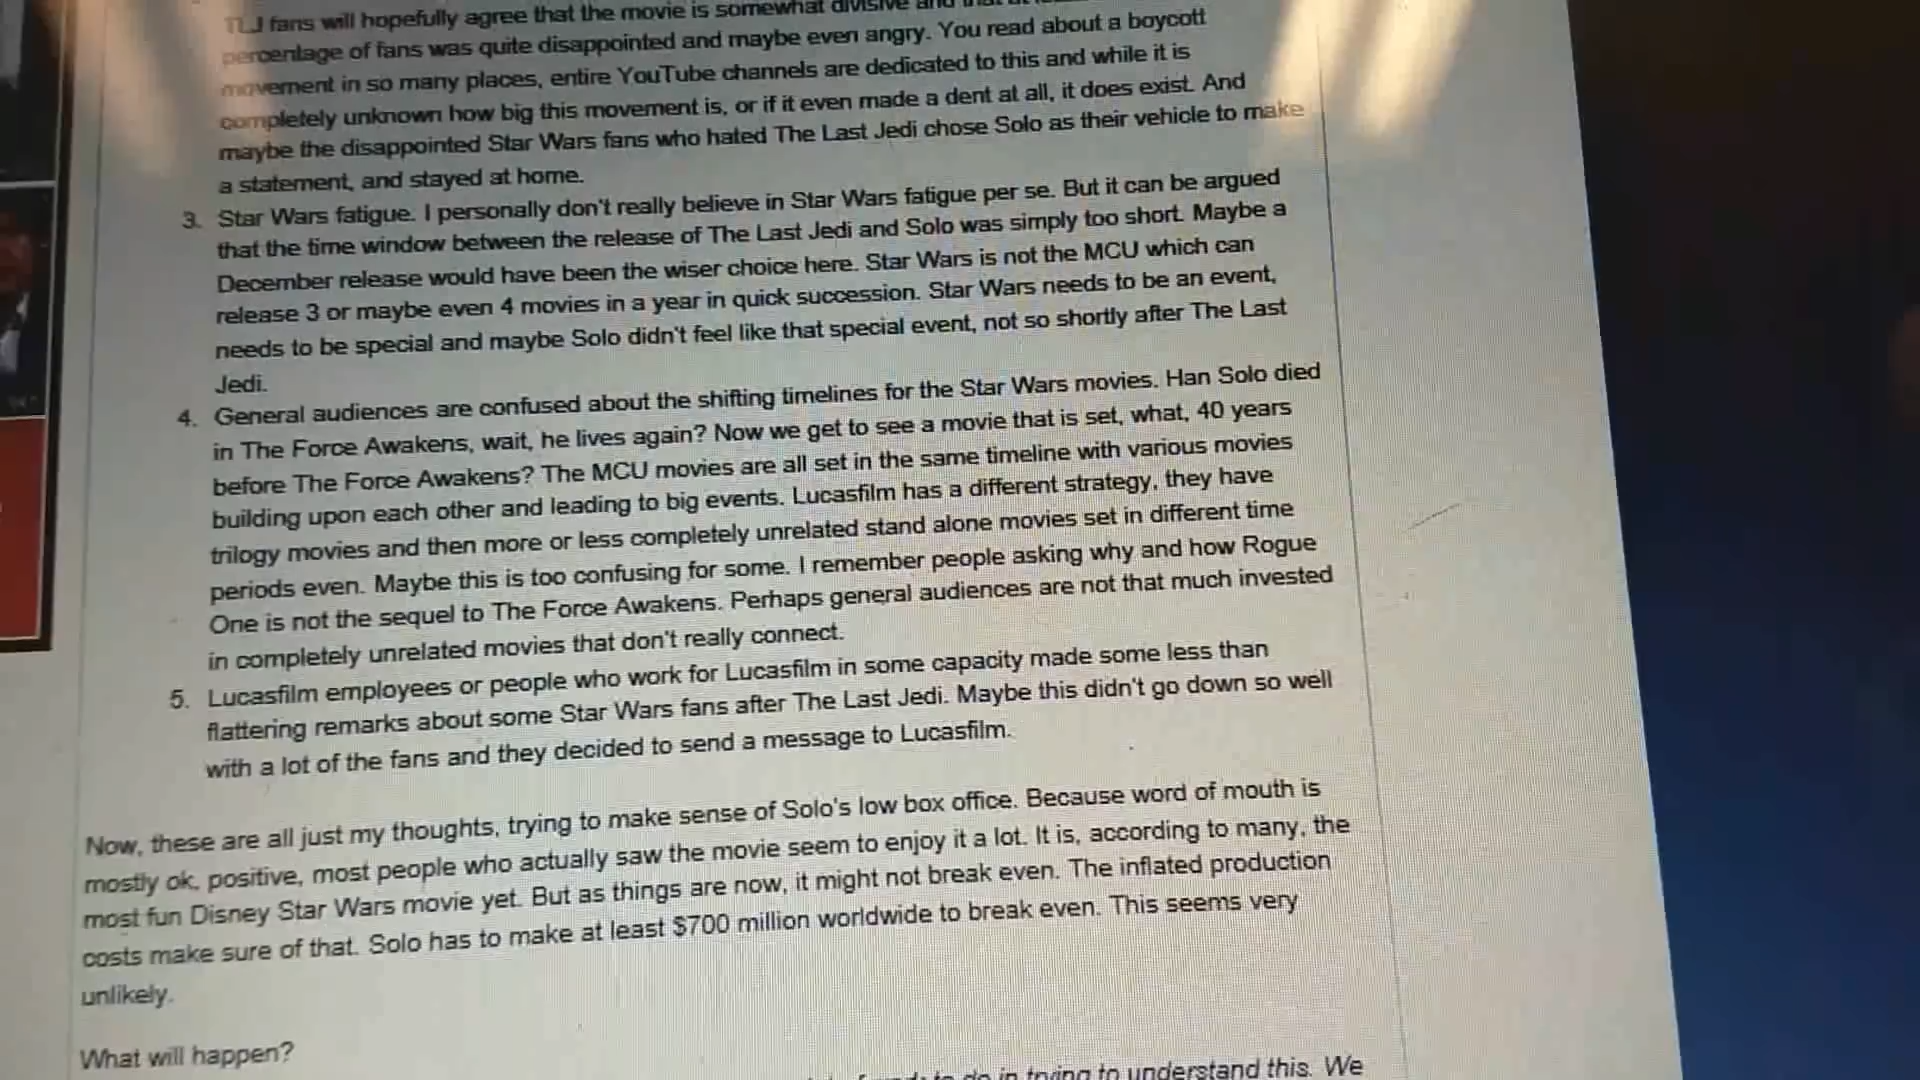 TLJ fans will hopefully agree that the movie is somewhat divisive and that at
percentage of fans was quite disappointed and maybe even angry. You read about a boycott
movement in so many places, entire YouTube channels are dedicated to this and while it is
completely unknown how big this movement is, or if it even made a dent at all, it does exist. And
maybe the disappointed Star Wars fans who hated The Last Jedi chose Solo as their vehicle to make
a statement, and stayed at home.
3. Star Wars fatigue. I personally don't really believe in Star Wars fatigue per se. But it can be argued
that the time window between the release of The Last Jedi and Solo was simply too short. Maybe a
December release would have been the wiser choice here. Star Wars is not the MCU which can
release 3 or maybe even 4 movies in a year in quick succession. Star Wars needs to be an event,
needs to be special and maybe Solo didn't feel like that special event, not so shortly after The Last
Jedi.
4. General audiences are confused about the shifting timelines for the Star Wars movies. Han Solo died
in The Force Awakens, wait, he lives again? Now we get to see a movie that is set, what, 40 years
before The Force Awakens? The MCU movies are all set in the same timeline with various movies
building upon each other and leading to big events. Lucasfilm has a different strategy, they have
trilogy movies and then more or less completely unrelated stand alone movies set in different time
periods even. Maybe this is too confusing for some. I remember people asking why and how Rogue
One is not the sequel to The Force Awakens. Perhaps general audiences are not that much invested
in completely unrelated movies that don't really connect.
5. Lucasfilm employees or people who work for Lucasfilm in some capacity made some less than
flattering remarks about some Star Wars fans after The Last Jedi. Maybe this didn't go down so well
with a lot of the fans and they decided to send a message to Lucasfilm.
Now, these are all just my thoughts, trying to make sense of Solo's low box office. Because word of mouth is
mostly ok, positive, most people who actually saw the movie seem to enjoy it a lot. It is, according to many, the
most fun Disney Star Wars movie yet. But as things are now, it might not break even. The inflated production
costs make sure of that. Solo has to make at least $700 million worldwide to break even. This seems very
unlikely.
What will happen?
to do in trying to understand this. We